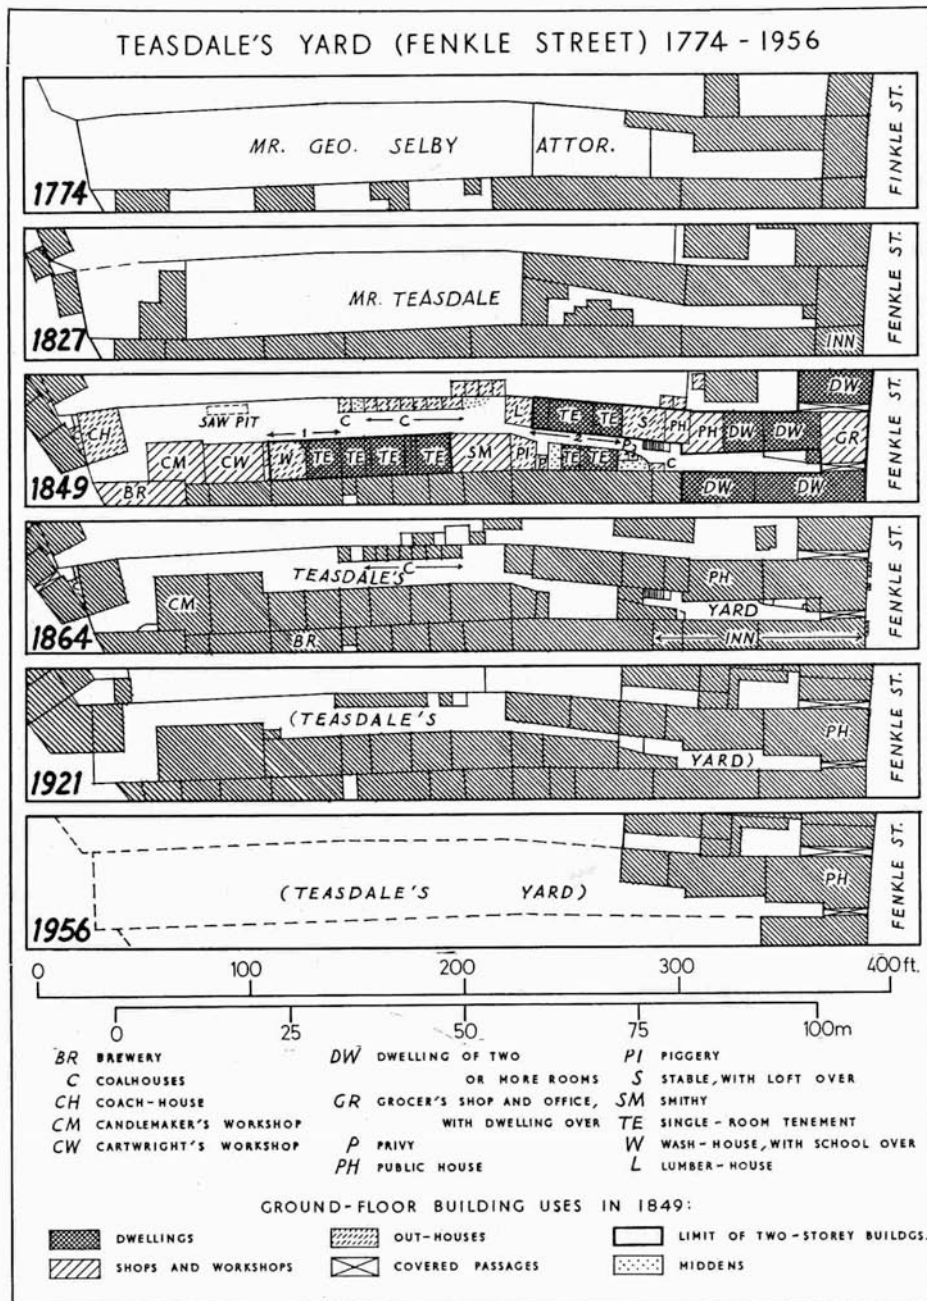 TEASDALE'S YARD (FENKLE STREET) 1774 - 1956
MR. GEO. SELBY ATTOR.
1774
FINKLE ST.
MR. TEASDALE
1827
INN
FENKLE ST.
DW
CH
SAW PIT
C
C
L
TE
TE
S
PH
PH
DW
DW
GR
1
2
P
CM
CW
W
TE
TE
TE
TE
SM
PI
P
TE
TE
C
BR
DW
DW
1849
FENKLE ST.
C
TEASDALE'S
PH
CM
YARD
BR
INN
1864
FENKLE ST.
(TEASDALE'S
PH
YARD)
1921
FENKLE ST.
PH
(TEASDALE'S YARD)
1956
FENKLE ST.
0 100 200 300 400 ft.
0 25 50 75 100m
BR BREWERY
C COALHOUSES
CH COACH-HOUSE
CM CANDLEMAKER'S WORKSHOP
CW CARTWRIGHT'S WORKSHOP
DW DWELLING OF TWO
OR MORE ROOMS
GR GROCER'S SHOP AND OFFICE,
WITH DWELLING OVER
P PRIVY
PH PUBLIC HOUSE
PI PIGGERY
S STABLE, WITH LOFT OVER
SM SMITHY
TE SINGLE-ROOM TENEMENT
W WASH-HOUSE, WITH SCHOOL OVER
L LUMBER-HOUSE
GROUND-FLOOR BUILDING USES IN 1849:
DWELLINGS
OUT-HOUSES
LIMIT OF TWO-STOREY BUILDGS.
SHOPS AND WORKSHOPS
COVERED PASSAGES
MIDDENS